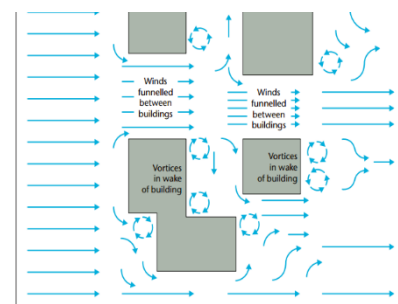 Winds
funnelled
between
buildings
Winds
funnelled
between
buildings
Vortices
in wake
of building
Vortices
in wake
of building